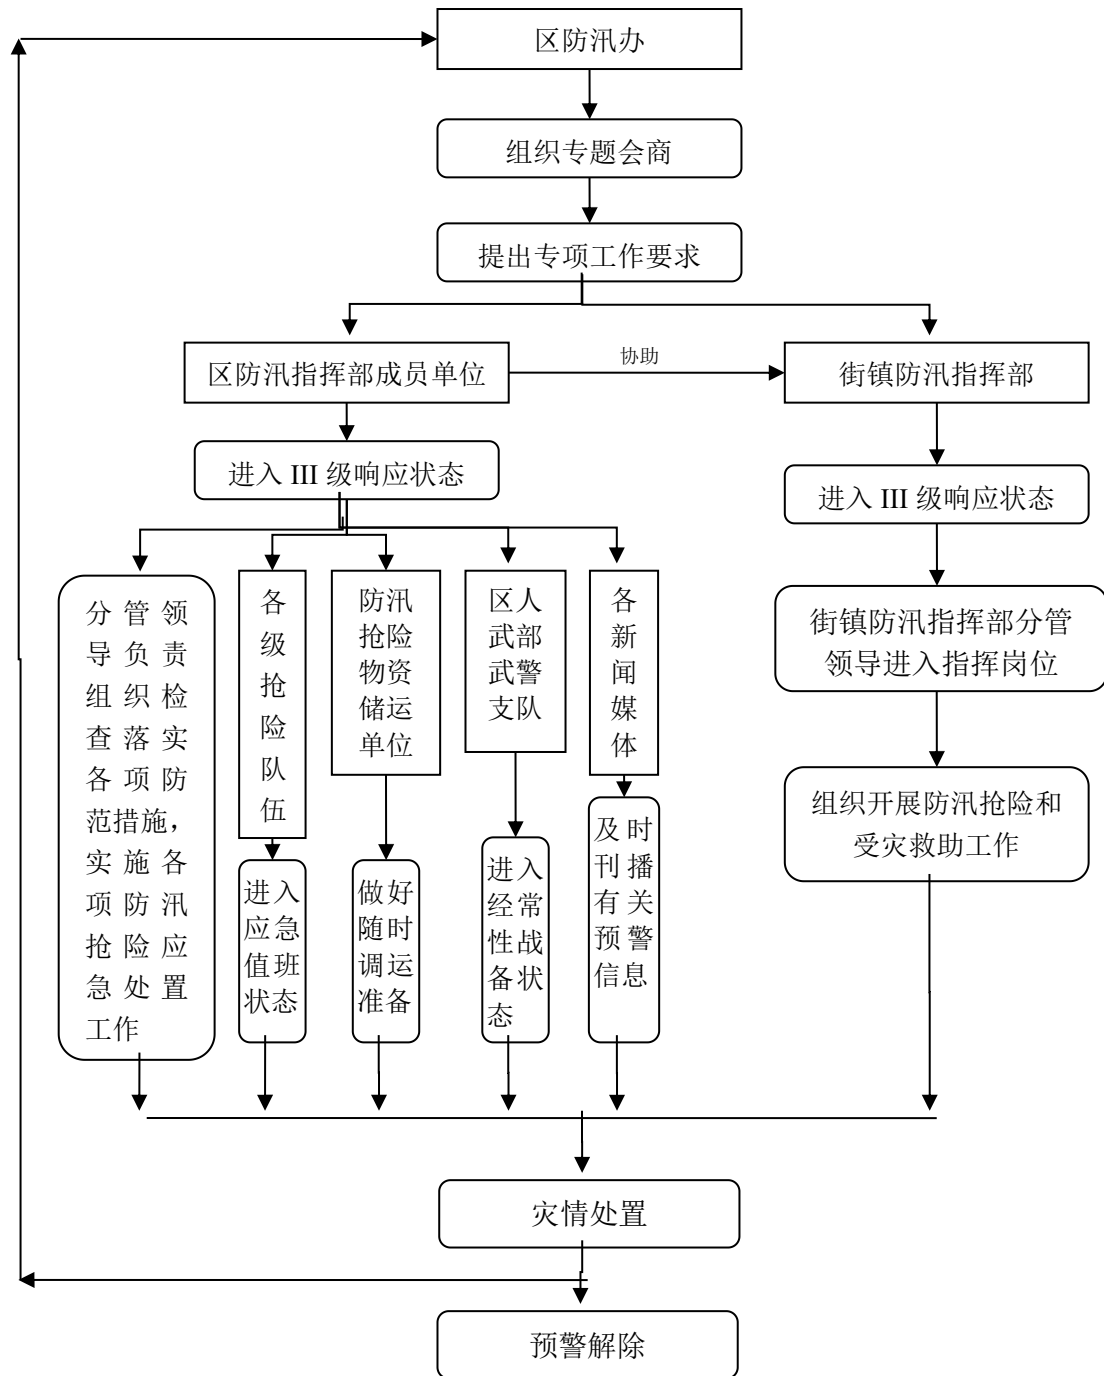 区防汛办
组织专题会商
提出专项工作要求
区防汛指挥部成员单位
协助
街镇防汛指挥部
进入 III 级响应状态
进入 III 级响应状态
分管领
导负责
组织检
查落实
各项防
范措施，
实施各
项防汛
抢险应
急处置
工作
各
级
抢
险
队
伍
进入
应急
值班
状态
防汛
抢险
物资
储运
单位
做好
随时
调运
准备
区人
武部
武警
支队
进入
经常
性战
备状
态
各
新
闻
媒
体
及时
刊播
有关
预警
信息
街镇防汛指挥部分管
领导进入指挥岗位
组织开展防汛抢险和
受灾救助工作
灾情处置
预警解除